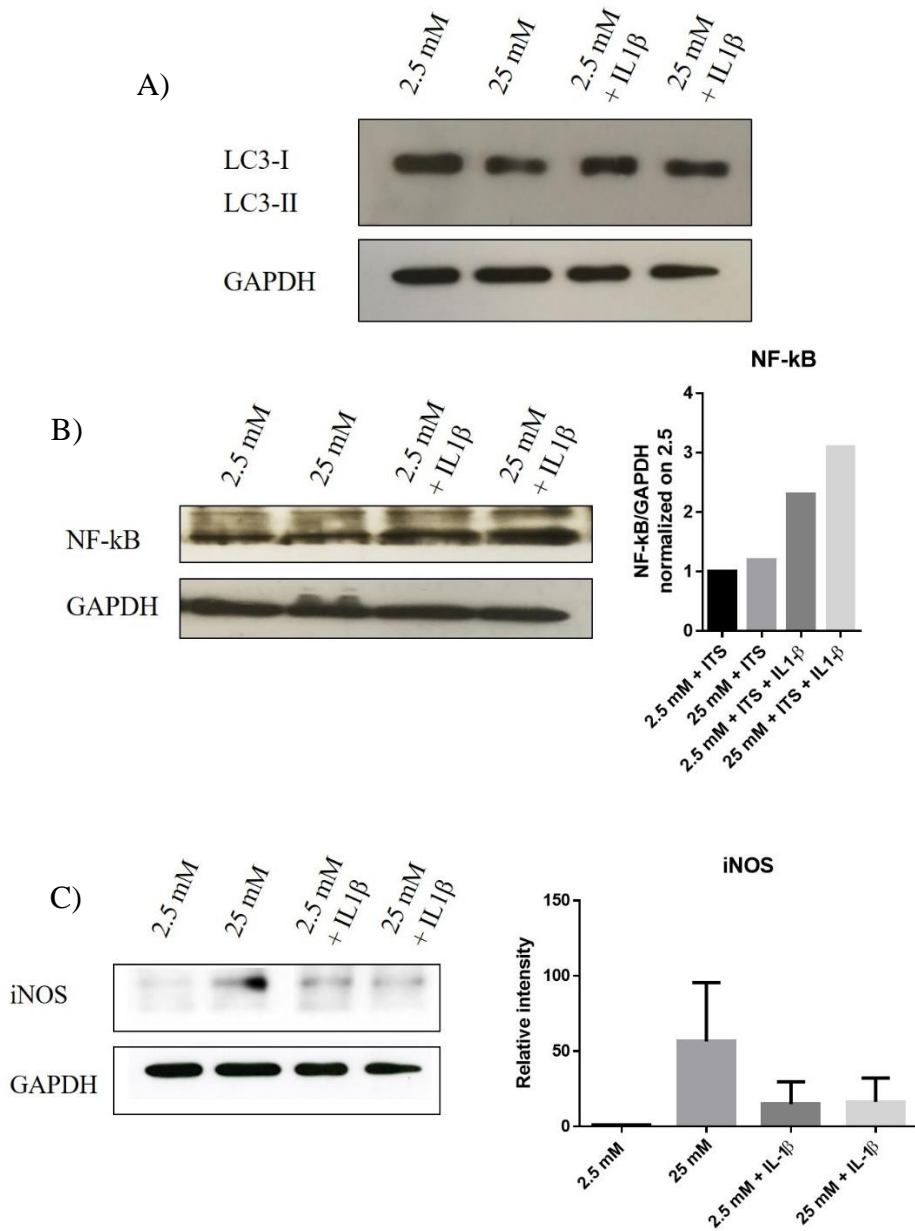 A)
2.5 mM
25 mM
2.5 mM
+ IL1β
25 mM
+ IL1β
LC3-I
LC3-II
GAPDH
B)
2.5 mM
25 mM
2.5 mM
+ IL1β
25 mM
+ IL1β
NF-kB
GAPDH
NF-kB
NF-kB/GAPDH
normalized on 2.5
4
3
2
1
0
2.5 mM + ITS
25 mM + ITS
2.5 mM + ITS + IL1-β
25 mM + ITS + IL1-β
C)
2.5 mM
25 mM
2.5 mM
+ IL1β
25 mM
+ IL1β
iNOS
GAPDH
iNOS
Relative intensity
150
100
50
0
2.5 mM
25 mM
2.5 mM + IL-1β
25 mM + IL-1β